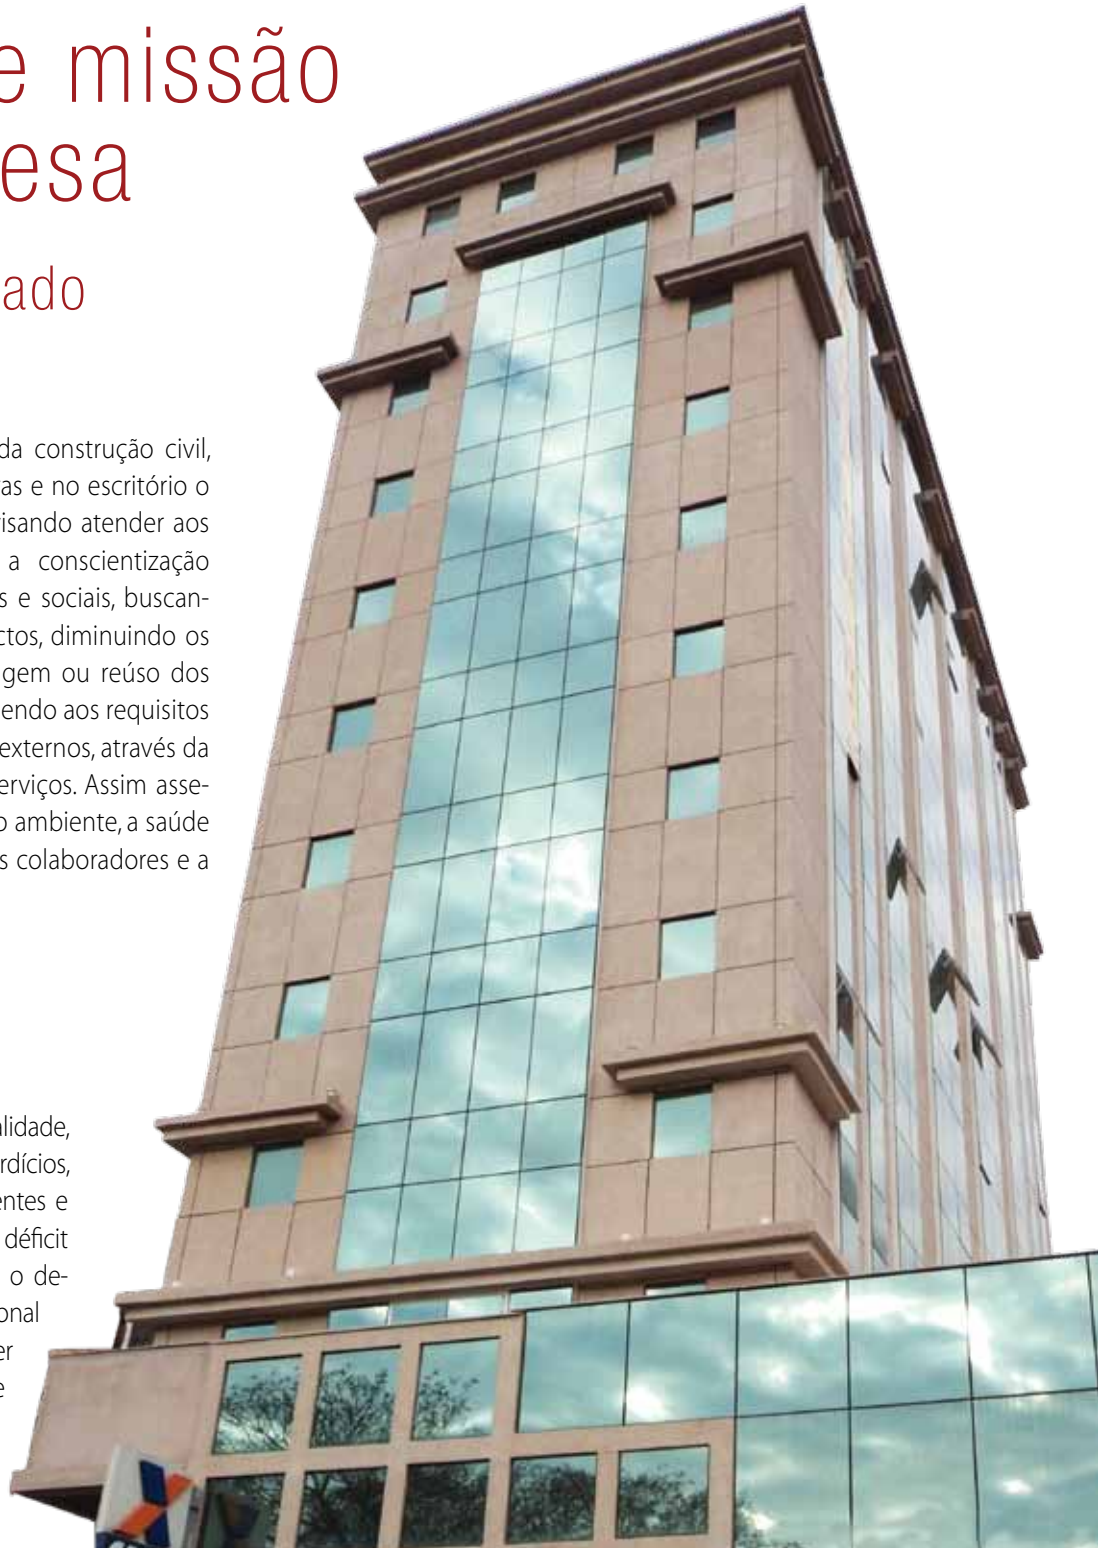 e missão
esa
ado
da construção civil,
as e no escritório o
isando atender aos
a conscientização
s e sociais, buscan-
ctos, diminuindo os
gem ou reúso dos
endo aos requisitos
externos, através da
erviços. Assim asse-
o ambiente, a saúde
s colaboradores e a
alidade,
rdícios,
entes e
déficit
o de-
onal
er
e